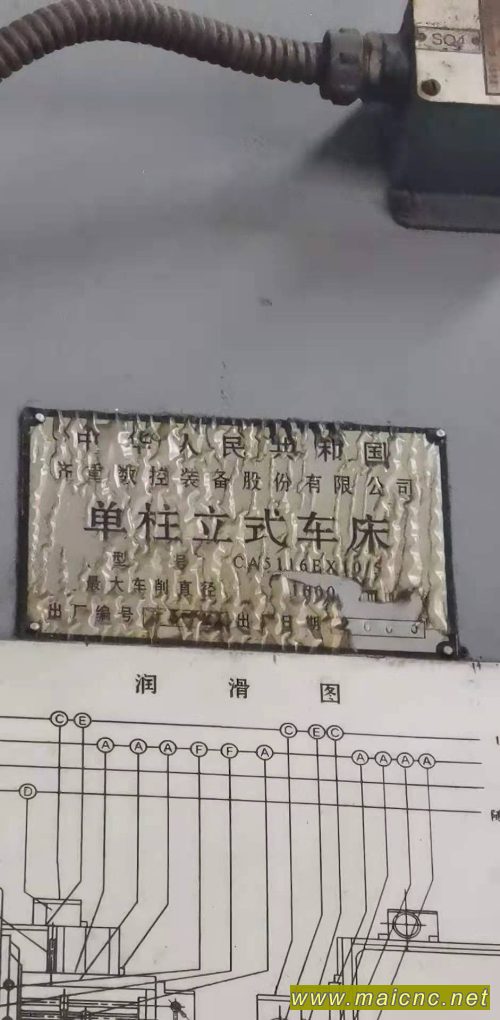 SQ4
中华人民共和国
齐重数控装备股份有限公司
单柱立式车床
型 号 CA5116EX10/5
最大车削直径 1600 mm
出厂编号 出厂日期
润 滑 图
C E C E C
A A A F F A A A A A
D
www.maicnc.net